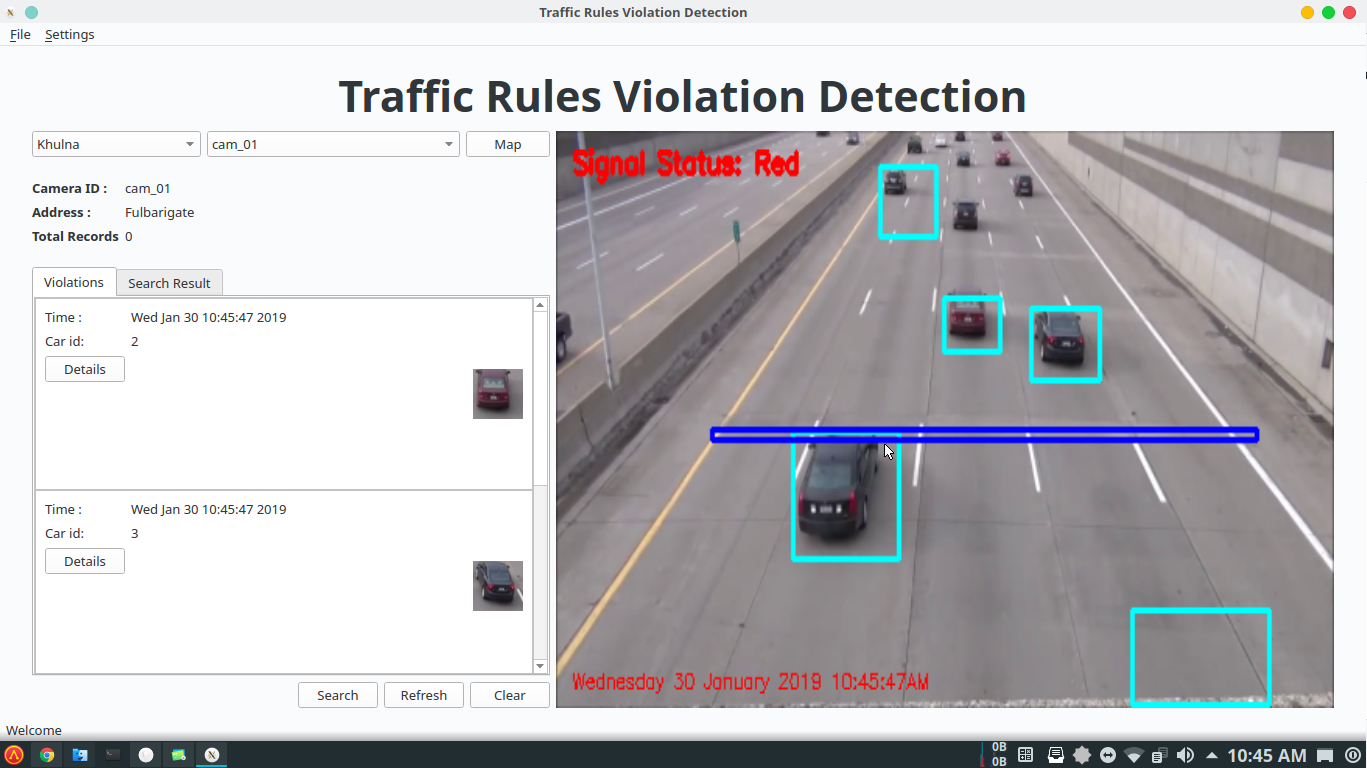 Traffic Rules Violation Detection
File Settings
Traffic Rules Violation Detection
Khulna cam_01 Map
Camera ID : cam_01
Address : Fulbarigate
Total Records 0
Violations Search Result
Time : Wed Jan 30 10:45:47 2019
Car id: 2
Details
Time : Wed Jan 30 10:45:47 2019
Car id: 3
Details
Search Refresh Clear
Signal Status: Red
Wednesday 30 January 2019 10:45:47AM
Welcome
0B
0B
10:45 AM